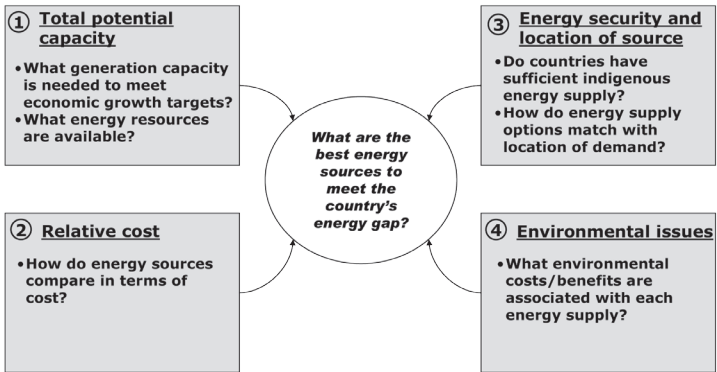 ① Total potential
capacity
•What generation capacity
is needed to meet
economic growth targets?
•What energy resources
are available?
② Relative cost
•How do energy sources
compare in terms of
cost?
What are the
best energy
sources to
meet the
country's
energy gap?
③ Energy security and
location of source
•Do countries have
sufficient indigenous
energy supply?
•How do energy supply
options match with
location of demand?
④ Environmental issues
•What environmental
costs/benefits are
associated with each
energy supply?